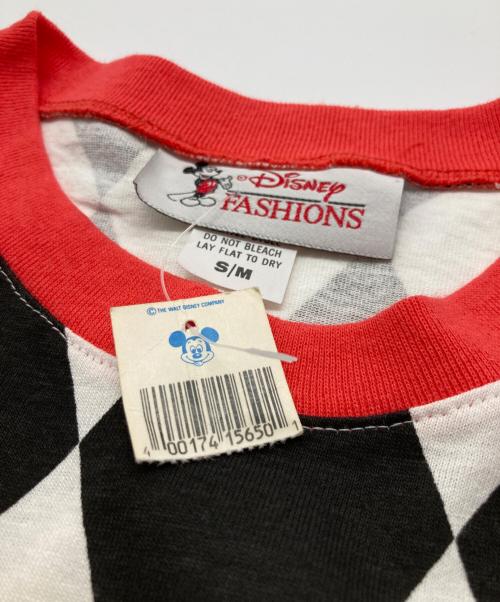 © Disney
FASHIONS
DO NOT BLEACH
LAY FLAT TO DRY
S/M
© THE WALT DISNEY COMPANY
4 00174 15650 1